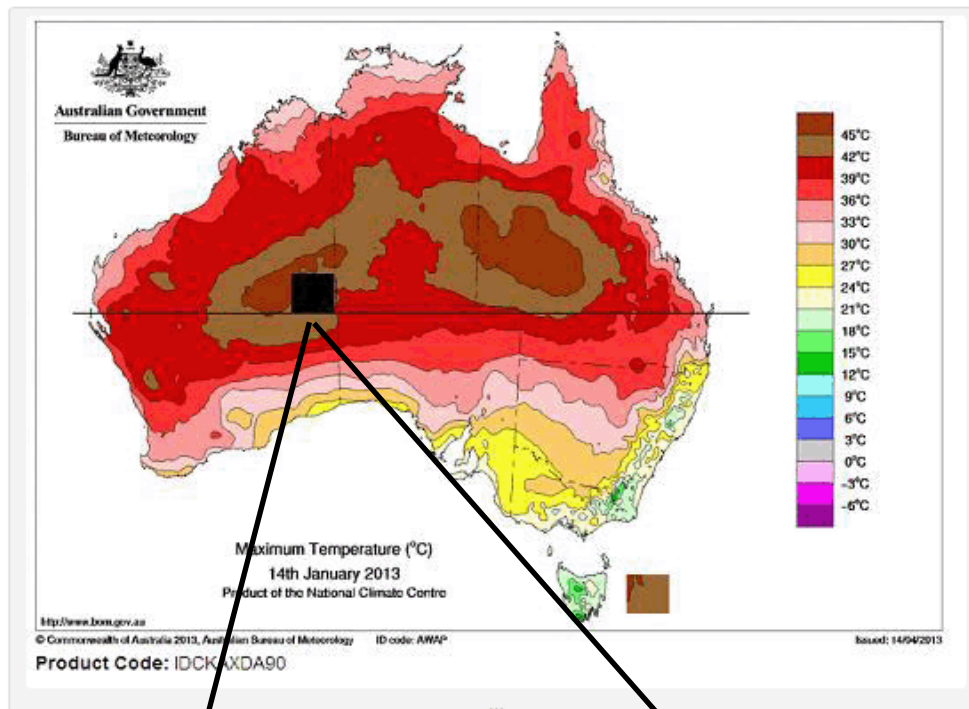 Australian Government
Bureau of Meteorology
45°C
42°C
39°C
36°C
33°C
30°C
27°C
24°C
21°C
18°C
15°C
12°C
9°C
6°C
3°C
0°C
-3°C
-6°C
Maximum Temperature (°C)
14th January 2013
Product of the National Climate Centre
http://www.bom.gov.au
© Commonwealth of Australia 2013, Australian Bureau of Meteorology ID code: AWAP Issued: 14/04/2013
Product Code: IDCKAXDA90